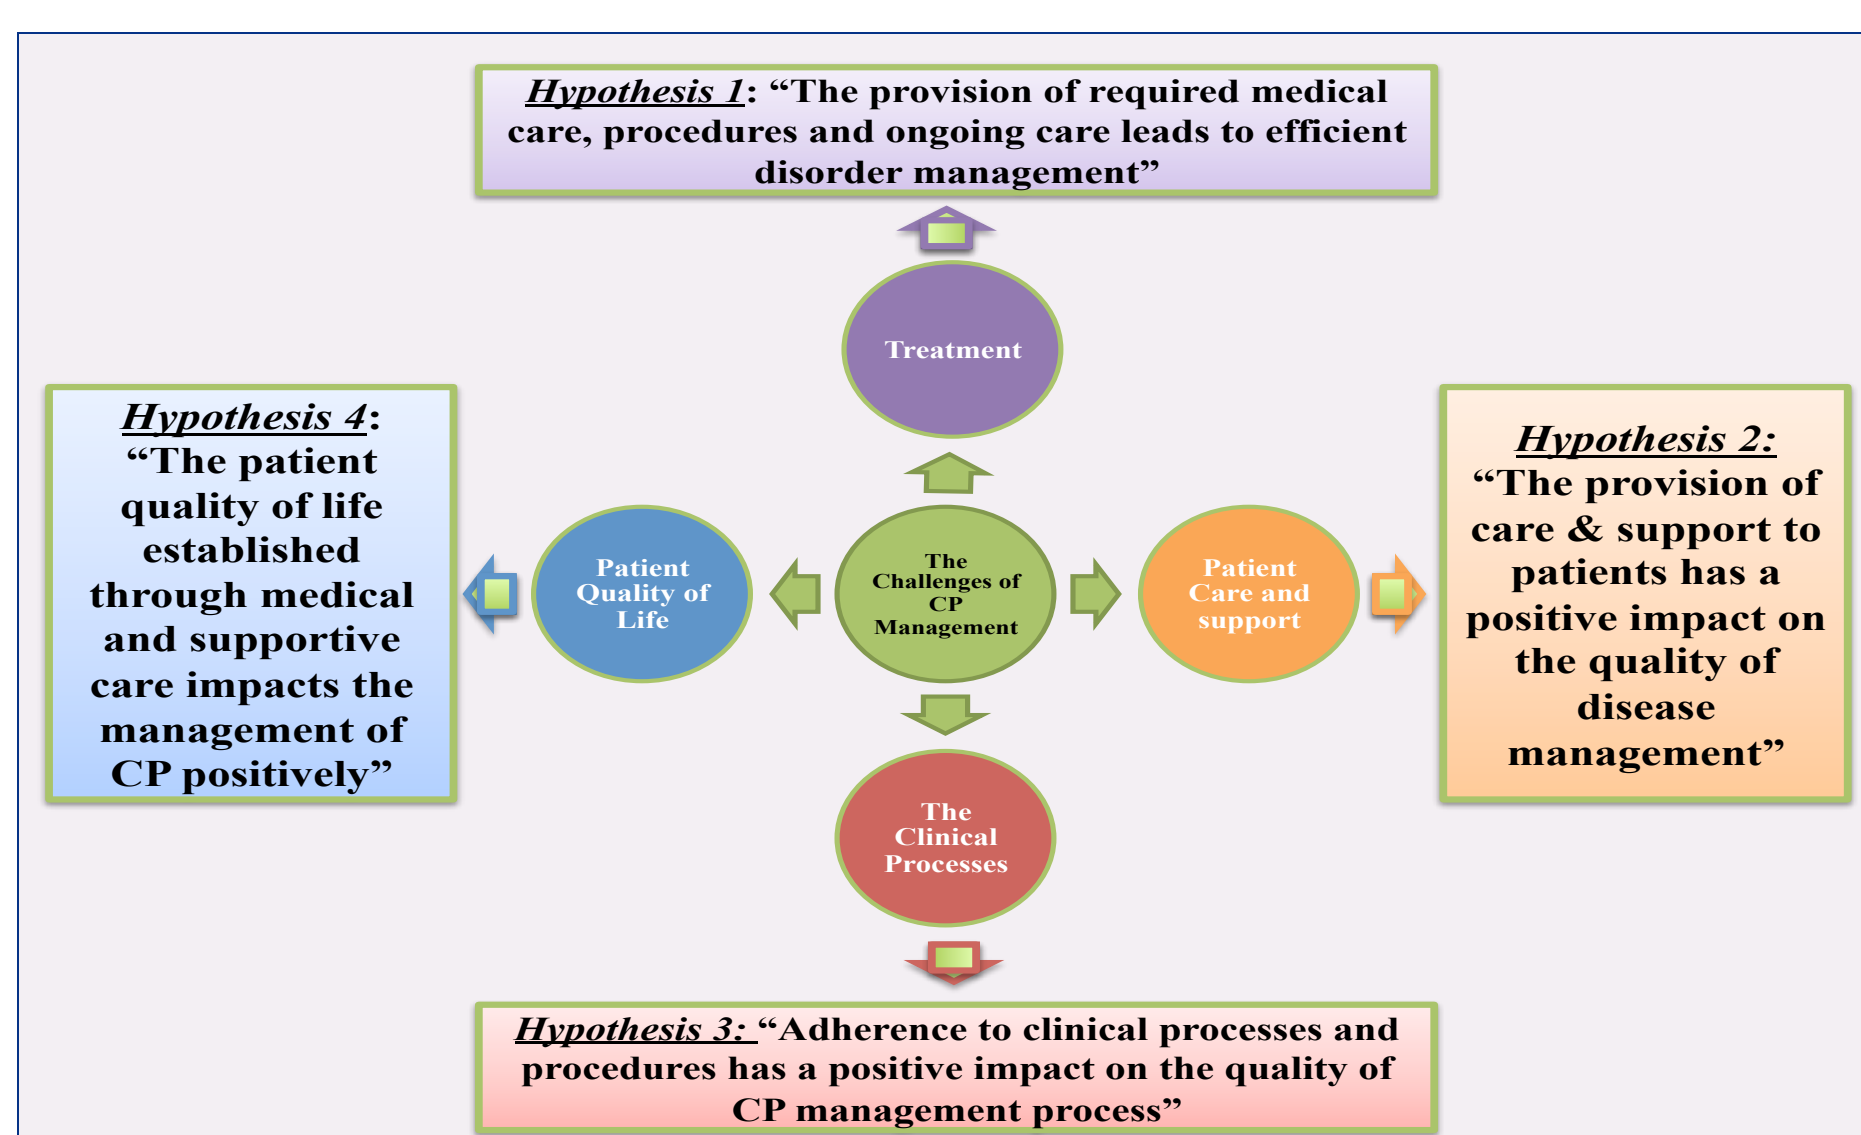 Hypothesis 1: “The provision of required medical
care, procedures and ongoing care leads to efficient
disorder management”
Treatment
Hypothesis 4:
“The patient
quality of life
established
through medical
and supportive
care impacts the
management of
CP positively”
Patient
Quality of
Life
The
Challenges of
CP
Management
Patient
Care and
support
Hypothesis 2:
“The provision of
care & support to
patients has a
positive impact on
the quality of
disease
management”
The
Clinical
Processes
Hypothesis 3: “Adherence to clinical processes and
procedures has a positive impact on the quality of
CP management process”